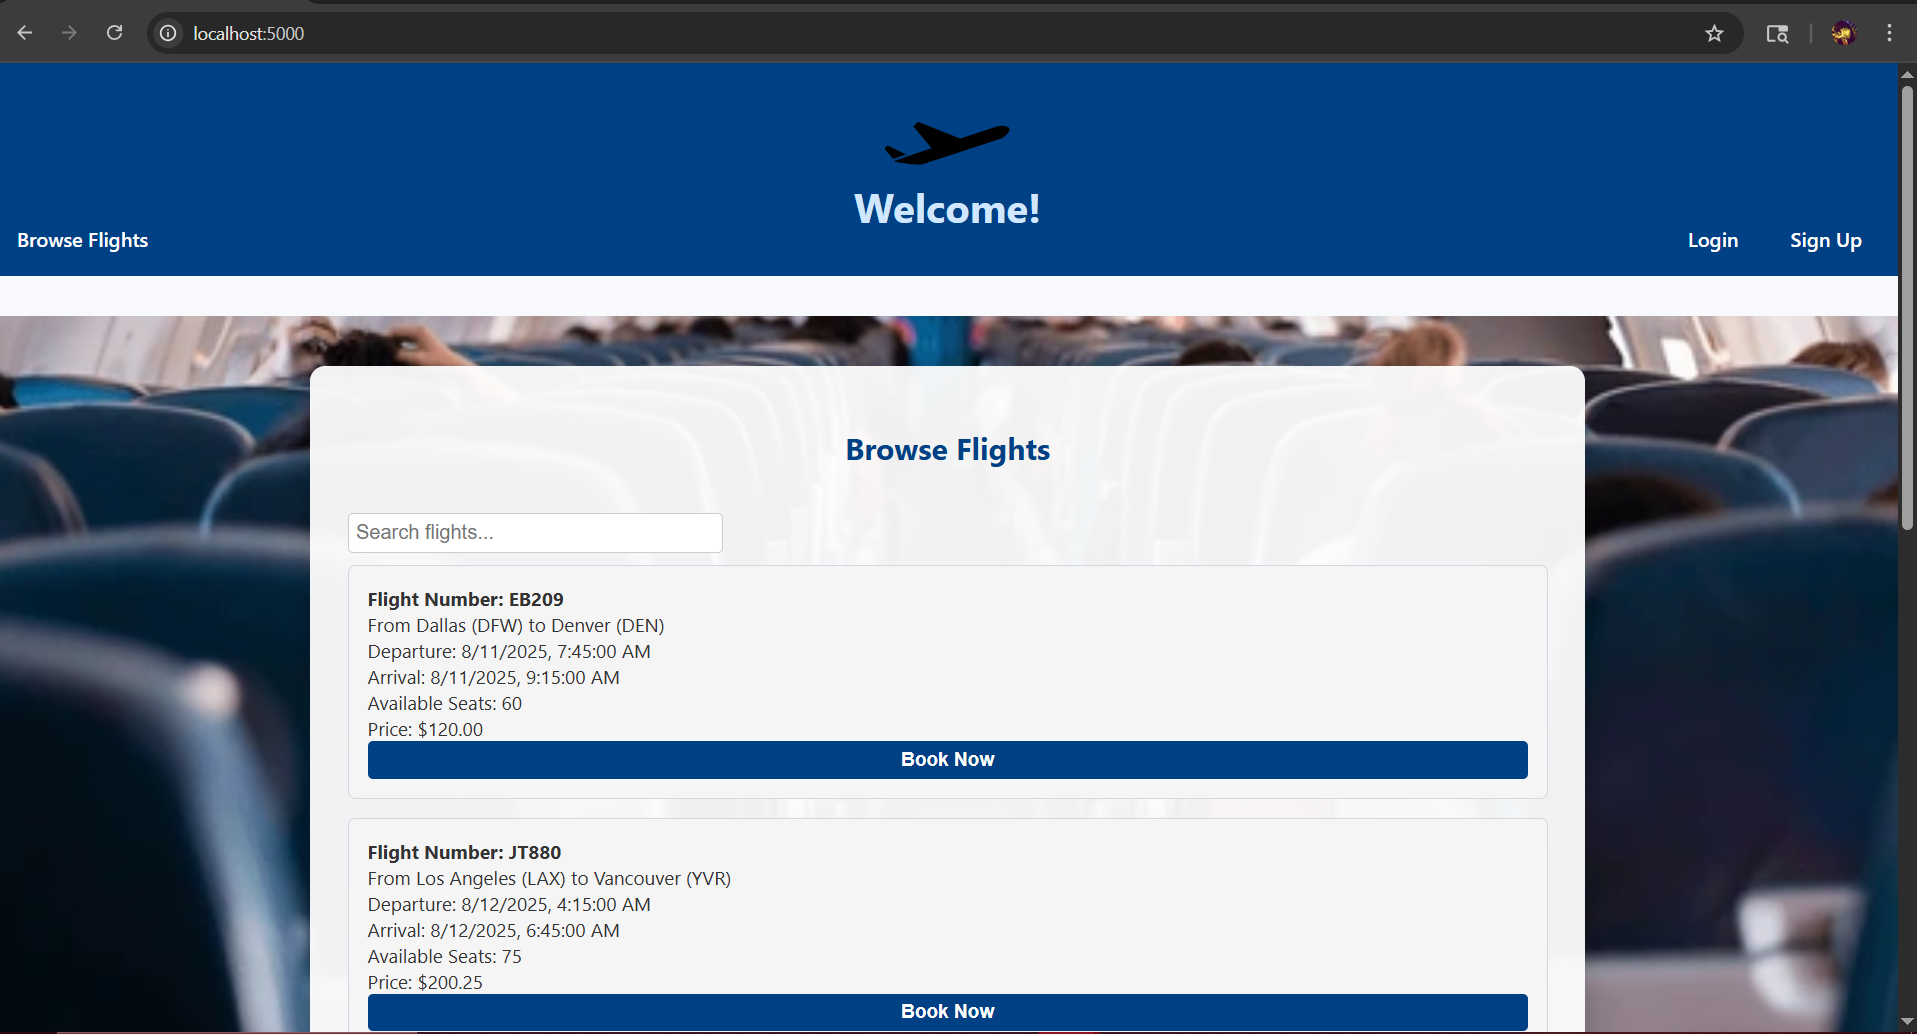 localhost:5000
Welcome!
Browse Flights
Login
Sign Up
Browse Flights
Search flights...
Flight Number: EB209
From Dallas (DFW) to Denver (DEN)
Departure: 8/11/2025, 7:45:00 AM
Arrival: 8/11/2025, 9:15:00 AM
Available Seats: 60
Price: $120.00
Book Now
Flight Number: JT880
From Los Angeles (LAX) to Vancouver (YVR)
Departure: 8/12/2025, 4:15:00 AM
Arrival: 8/12/2025, 6:45:00 AM
Available Seats: 75
Price: $200.25
Book Now